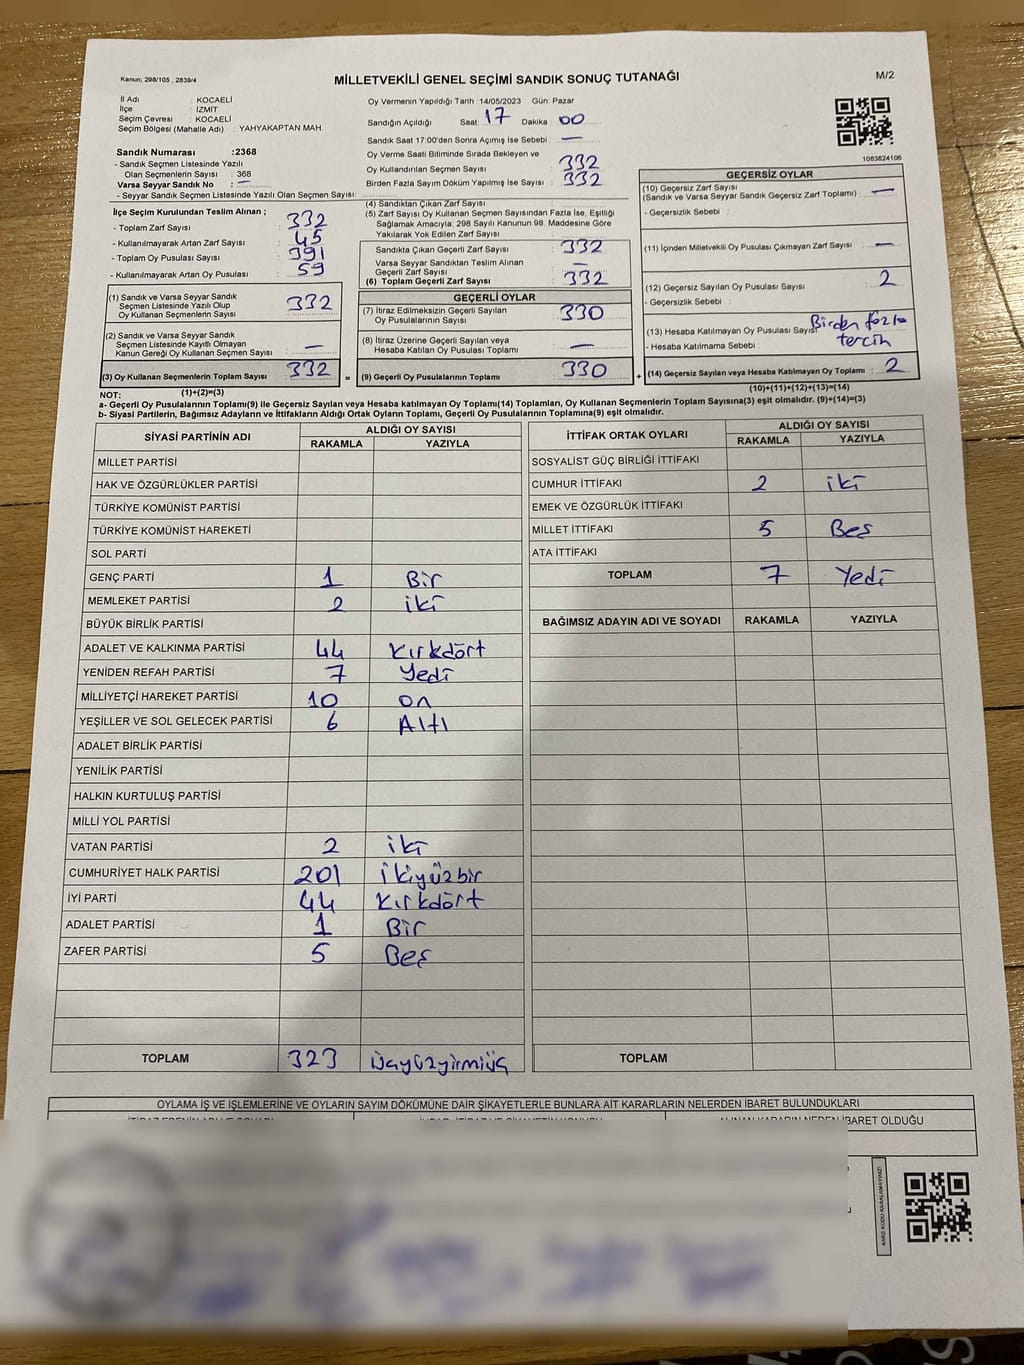 Kanun; 298/105 , 2839/4
MİLLETVEKİLİ GENEL SEÇİMİ SANDIK SONUÇ TUTANAĞI
M/2
İl Adı : KOCAELİ
İlçe : İZMİT
Seçim Çevresi : KOCAELİ
Seçim Bölgesi (Mahalle Adı) : YAHYAKAPTAN MAH.
Sandık Numarası :2368
- Sandık Seçmen Listesinde Yazılı
Olan Seçmenlerin Sayısı : 368
Varsa Seyyar Sandık No : —
- Seyyar Sandık Seçmen Listesinde Yazılı Olan Seçmen Sayısı:
İlçe Seçim Kurulundan Teslim Alınan ;
- Toplam Zarf Sayısı : 332
- Kullanılmayarak Artan Zarf Sayısı : 45
- Toplam Oy Pusulası Sayısı : 391
- Kullanılmayarak Artan Oy Pusulası : 59
(1) Sandık ve Varsa Seyyar Sandık
Seçmen Listesinde Yazılı Olup
Oy Kullanan Seçmenlerin Sayısı : 332
(2) Sandık ve Varsa Seyyar Sandık
Seçmen Listesinde Kayıtlı Olmayan
Kanun Gereği Oy Kullanan Seçmen Sayısı : —
(3) Oy Kullanan Seçmenlerin Toplam Sayısı : 332
(1)+(2)=(3)
Oy Vermenin Yapıldığı Tarih :14/05/2023 Gün: Pazar
Sandığın Açıldığı Saat: 17 Dakika: 00
Sandık Saat 17:00'den Sonra Açımış İse Sebebi : —
Oy Verme Saati Bitiminde Sırada Bekleyen ve
Oy Kullandırılan Seçmen Sayısı : 332
Birden Fazla Sayım Döküm Yapılmış İse Sayısı : 332
(4) Sandıktan Çıkan Zarf Sayısı :
(5) Zarf Sayısı Oy Kullanan Seçmen Sayısından Fazla İse, Eşitliği
Sağlamak Amacıyla; 298 Sayılı Kanunun 98. Maddesine Göre
Yakılarak Yok Edilen Zarf Sayısı :
Sandıkta Çıkan Geçerli Zarf Sayısı : 332
Varsa Seyyar Sandıktan Teslim Alınan
Geçerli Zarf Sayısı : —
(6) Toplam Geçerli Zarf Sayısı : 332
GEÇERLİ OYLAR
(7) İtiraz Edilmeksizin Geçerli Sayılan
Oy Pusulalarının Sayısı : 330
(8) İtiraz Üzerine Geçerli Sayılan veya
Hesaba Katılan Oy Pusulası Toplamı : —
= (9) Geçerli Oy Pusulalarının Toplamı : 330 +
1083824106
GEÇERSİZ OYLAR
(10) Geçersiz Zarf Sayısı
(Sandık ve Varsa Seyyar Sandık Geçersiz Zarf Toplamı) : —
- Geçersizlik Sebebi :
(11) İçinden Milletvekili Oy Pusulası Çıkmayan Zarf Sayısı : —
(12) Geçersiz Sayılan Oy Pusulası Sayısı : 2
- Geçersizlik Sebebi :
(13) Hesaba Katılmayan Oy Pusulası Sayısı Birden fazla
- Hesaba Katılmama Sebebi : tercih
(14) Geçersiz Sayılan veya Hesaba Katılmayan Oy Toplamı : 2
(10)+(11)+(12)+(13)=(14)
NOT:
a- Geçerli Oy Pusulalarının Toplamı(9) ile Geçersiz Sayılan veya Hesaba katılmayan Oy Toplamı(14) Toplamları, Oy Kullanan Seçmenlerin Toplam Sayısına(3) eşit olmalıdır. (9)+(14)=(3)
b- Siyasi Partilerin, Bağımsız Adayların ve İttifakların Aldığı Ortak Oyların Toplamı, Geçerli Oy Pusulalarının Toplamına(9) eşit olmalıdır.
SİYASİ PARTİNİN ADI ALDIĞI OY SAYISI
RAKAMLA YAZIYLA
MİLLET PARTİSİ
HAK VE ÖZGÜRLÜKLER PARTİSİ
TÜRKİYE KOMÜNİST PARTİSİ
TÜRKİYE KOMÜNİST HAREKETİ
SOL PARTİ
GENÇ PARTİ 1 Bir
MEMLEKET PARTİSİ 2 iki
BÜYÜK BİRLİK PARTİSİ
ADALET VE KALKINMA PARTİSİ 44 Kırkdört
YENİDEN REFAH PARTİSİ 7 Yedi
MİLLİYETÇİ HAREKET PARTİSİ 10 on
YEŞİLLER VE SOL GELECEK PARTİSİ 6 Altı
ADALET BİRLİK PARTİSİ
YENİLİK PARTİSİ
HALKIN KURTULUŞ PARTİSİ
MİLLİ YOL PARTİSİ
VATAN PARTİSİ 2 iki
CUMHURİYET HALK PARTİSİ 201 ikiyüzbir
İYİ PARTİ 44 Kırkdört
ADALET PARTİSİ 1 Bir
ZAFER PARTİSİ 5 Beş
TOPLAM 323 üçyüzyirmiüç
İTTİFAK ORTAK OYLARI ALDIĞI OY SAYISI
RAKAMLA YAZIYLA
SOSYALİST GÜÇ BİRLİĞİ İTTİFAKI
CUMHUR İTTİFAKI 2 iki
EMEK VE ÖZGÜRLÜK İTTİFAKI
MİLLET İTTİFAKI 5 Beş
ATA İTTİFAKI
TOPLAM 7 Yedi
BAĞIMSIZ ADAYIN ADI VE SOYADI RAKAMLA YAZIYLA
TOPLAM
OYLAMA İŞ VE İŞLEMLERİNE VE OYLARIN SAYIM DÖKÜMÜNE DAİR ŞİKAYETLERLE BUNLARA AİT KARARLARIN NELERDEN İBARET BULUNDUKLARI
ALINAN KARARIN NEDEN İBARET OLDUĞU
KARE KODU KARALAMAYINIZ!